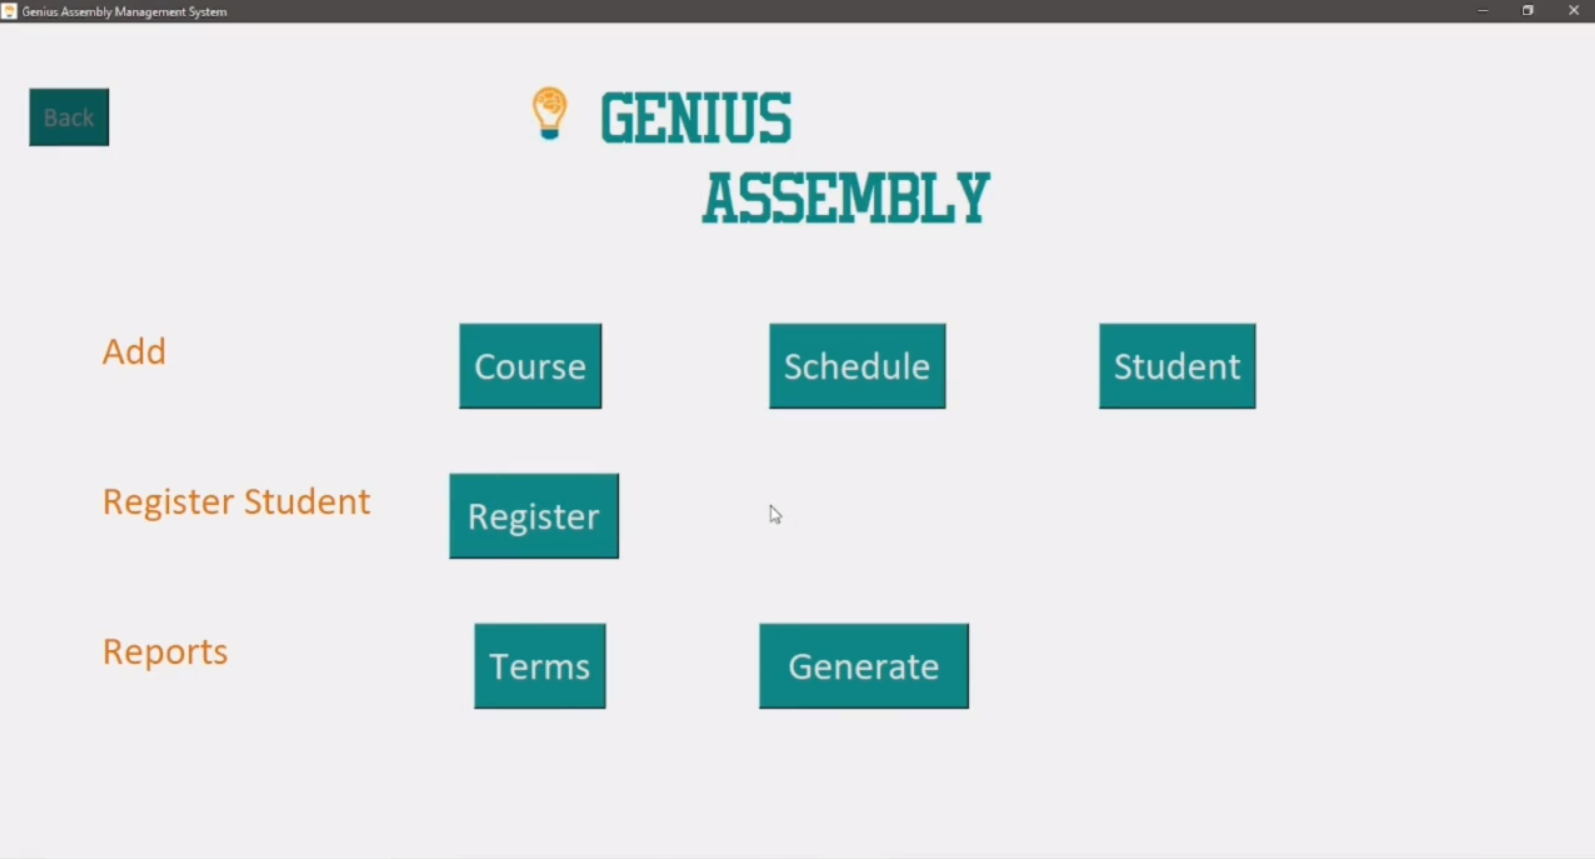 Genius Assembly Management System
Back
GENIUS
ASSEMBLY
Add
Course
Schedule
Student
Register Student
Register
Reports
Terms
Generate